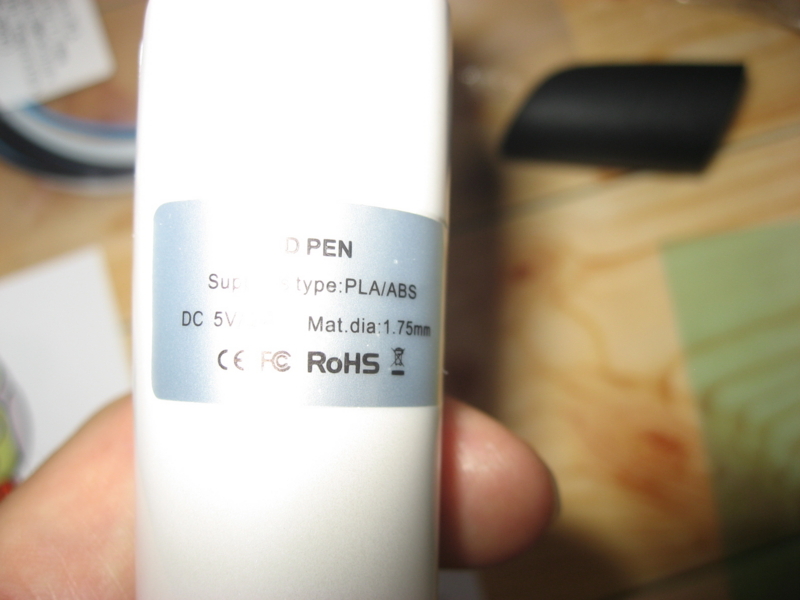 D PEN
type:PLA/ABS
DC 5V Mat.dia:1.75mm
CE FC RoHS